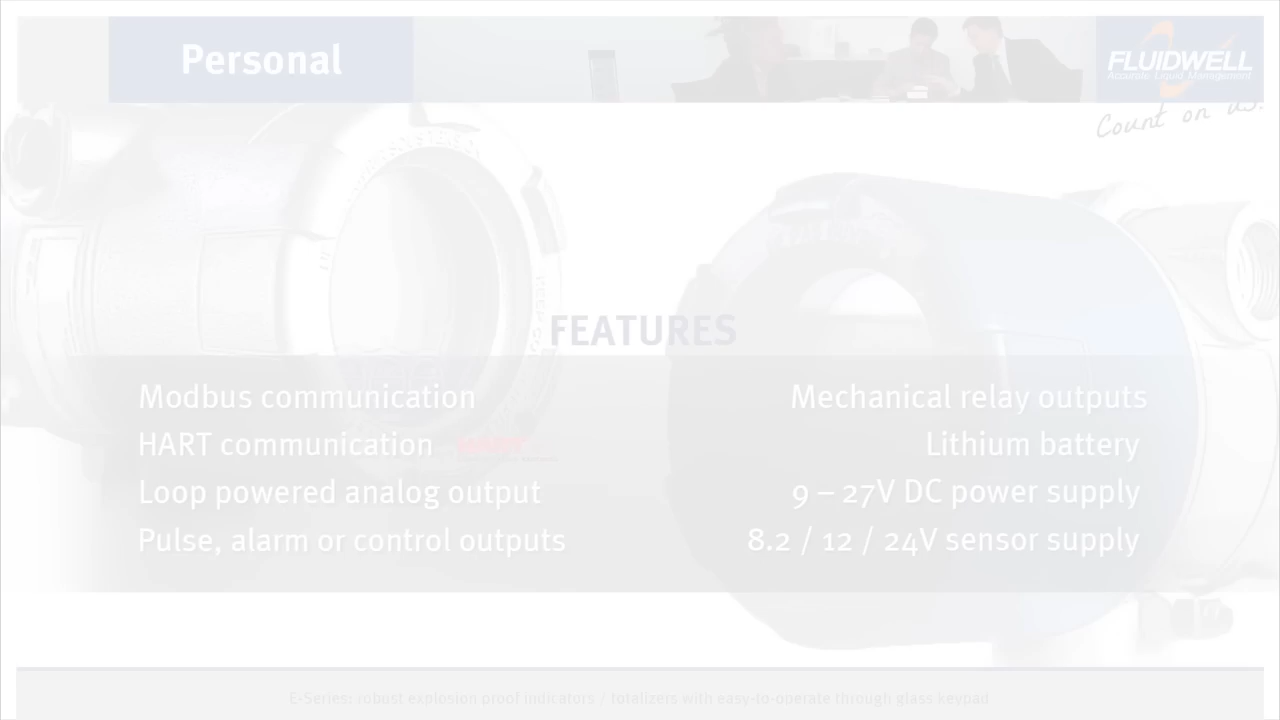 Personal
FLUIDWELL
Accurate Liquid Management
Count on us!
FEATURES
Modbus communication
HART communication
Loop powered analog output
Pulse, alarm or control outputs
Mechanical relay outputs
Lithium battery
9 – 27V DC power supply
8.2 / 12 / 24V sensor supply
HART
E-Series: robust explosion proof indicators / totalizers with easy-to-operate through glass keypad